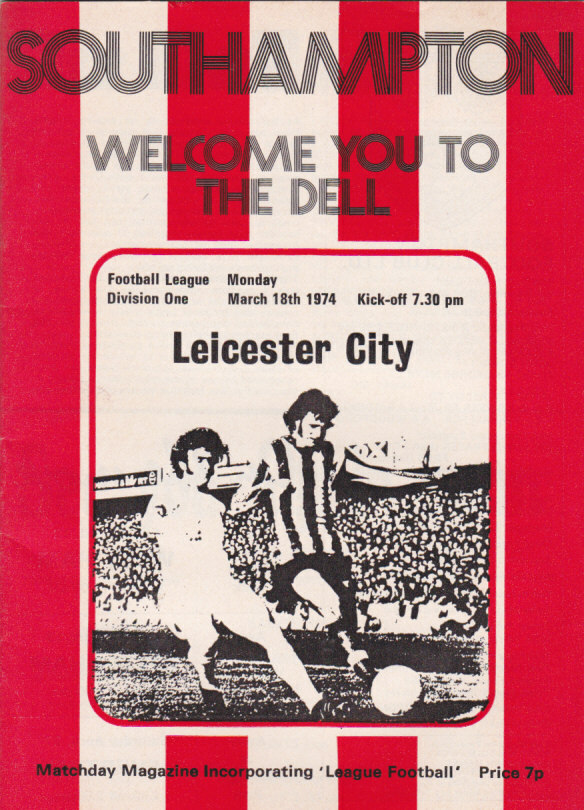 SOUTHAMPTON
WELCOME YOU TO
THE DELL
Football League Monday
Division One March 18th 1974 Kick-off 7.30 pm
Leicester City
Matchday Magazine Incorporating 'League Football' Price 7p